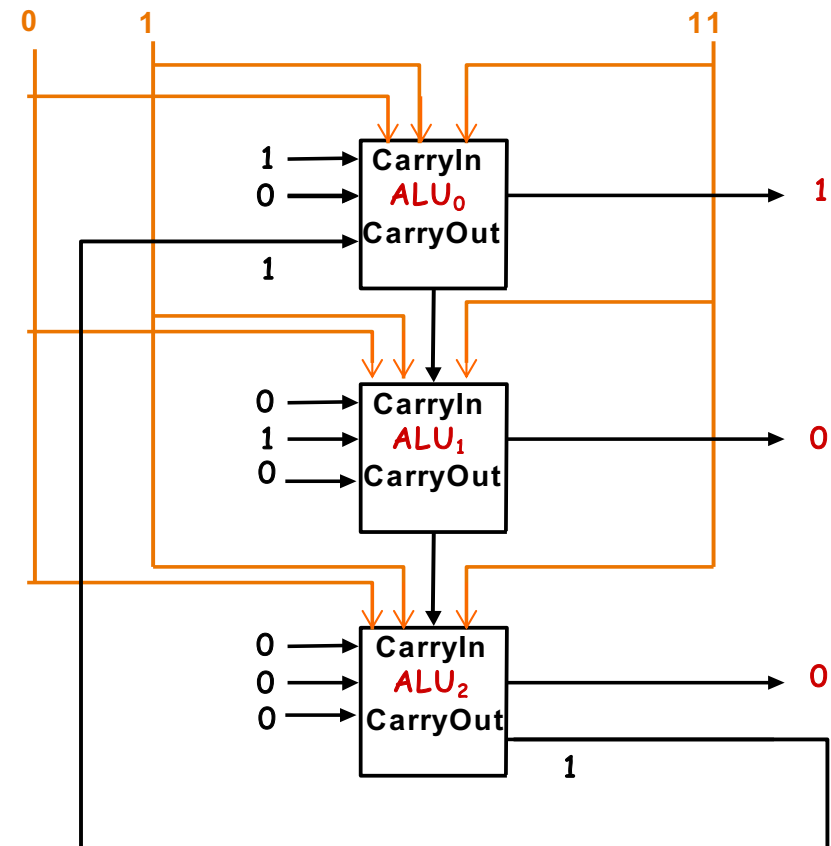 0 1 11
1 CarryIn
0 ALU₀ 1
CarryOut
1
0 CarryIn
1 ALU₁ 0
0 CarryOut
0 CarryIn
0 ALU₂ 0
0 CarryOut
1